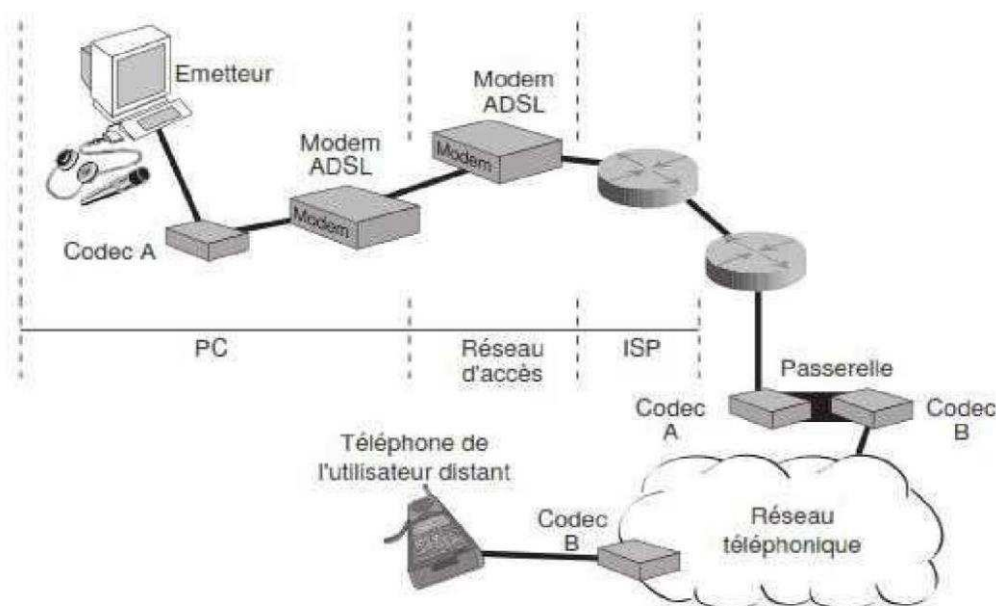 Emetteur
Modem
ADSL
Modem
Modem
ADSL
Modem
Codec A
PC
Réseau
d'accès
ISP
Passerelle
Codec
A
Codec
B
Téléphone de
l'utilisateur distant
Codec
B
Réseau
téléphonique